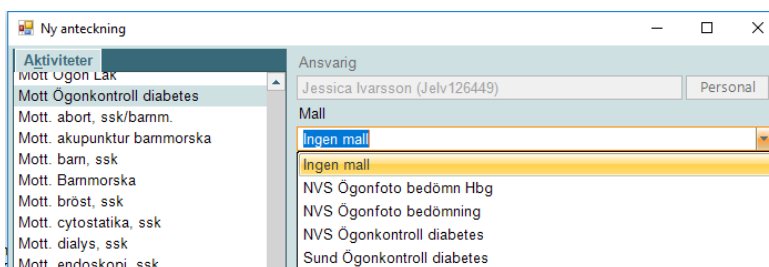 Ny anteckning
Aktiviteter
Mott Ögon Läk
Mott Ögonkontroll diabetes
Mott. abort, ssk/barnm.
Mott. akupunktur barnmorska
Mott. barn, ssk
Mott. Barnmorska
Mott. bröst, ssk
Mott. cytostatika, ssk
Mott. dialys, ssk
Mott. endoskopi, ssk
Ansvarig
Jessica Ivarsson (Jelv126449) Personal
Mall
Ingen mall
Ingen mall
NVS Ögonfoto bedömn Hbg
NVS Ögonfoto bedömning
NVS Ögonkontroll diabetes
Sund Ögonkontroll diabetes